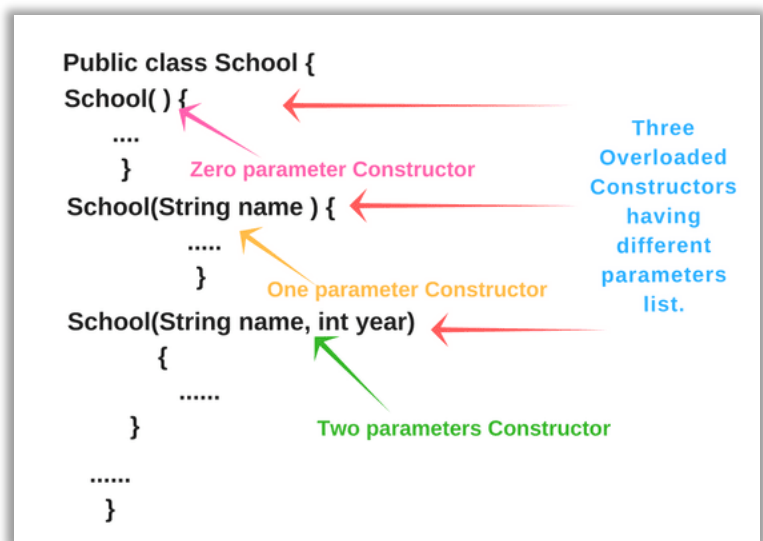 Public class School {
School( ) {
....
}
Zero parameter Constructor
School(String name ) {
.....
}
One parameter Constructor
School(String name, int year)
{
......
}
Two parameters Constructor
......
}
Three
Overloaded
Constructors
having
different
parameters
list.